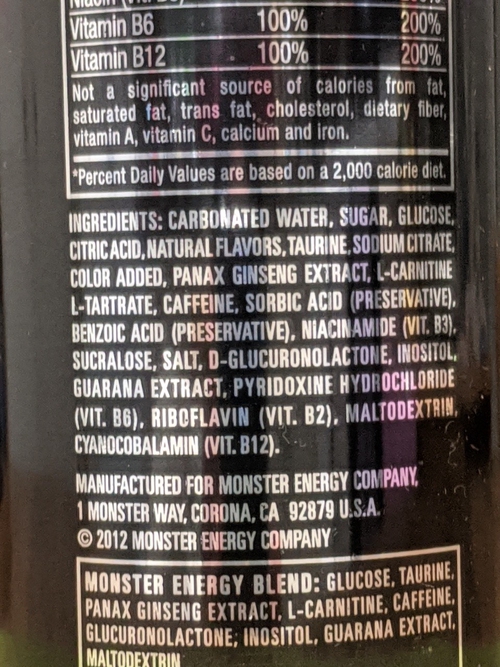 Vitamin B6 100% 200%
Vitamin B12 100% 200%
Not a significant source of calories from fat,
saturated fat, trans fat, cholesterol, dietary fiber,
vitamin A, vitamin C, calcium and iron.
*Percent Daily Values are based on a 2,000 calorie diet.
INGREDIENTS: CARBONATED WATER, SUGAR, GLUCOSE,
CITRIC ACID, NATURAL FLAVORS, TAURINE, SODIUM CITRATE,
COLOR ADDED, PANAX GINSENG EXTRACT, L-CARNITINE
L-TARTRATE, CAFFEINE, SORBIC ACID (PRESERVATIVE),
BENZOIC ACID (PRESERVATIVE), NIACINAMIDE (VIT. B3),
SUCRALOSE, SALT, D-GLUCURONOLACTONE, INOSITOL,
GUARANA EXTRACT, PYRIDOXINE HYDROCHLORIDE
(VIT. B6), RIBOFLAVIN (VIT. B2), MALTODEXTRIN,
CYANOCOBALAMIN (VIT. B12).
MANUFACTURED FOR MONSTER ENERGY COMPANY,
1 MONSTER WAY, CORONA, CA 92879 U.S.A.
© 2012 MONSTER ENERGY COMPANY
MONSTER ENERGY BLEND: GLUCOSE, TAURINE,
PANAX GINSENG EXTRACT, L-CARNITINE, CAFFEINE,
GLUCURONOLACTONE, INOSITOL, GUARANA EXTRACT,
MALTODEXTRIN